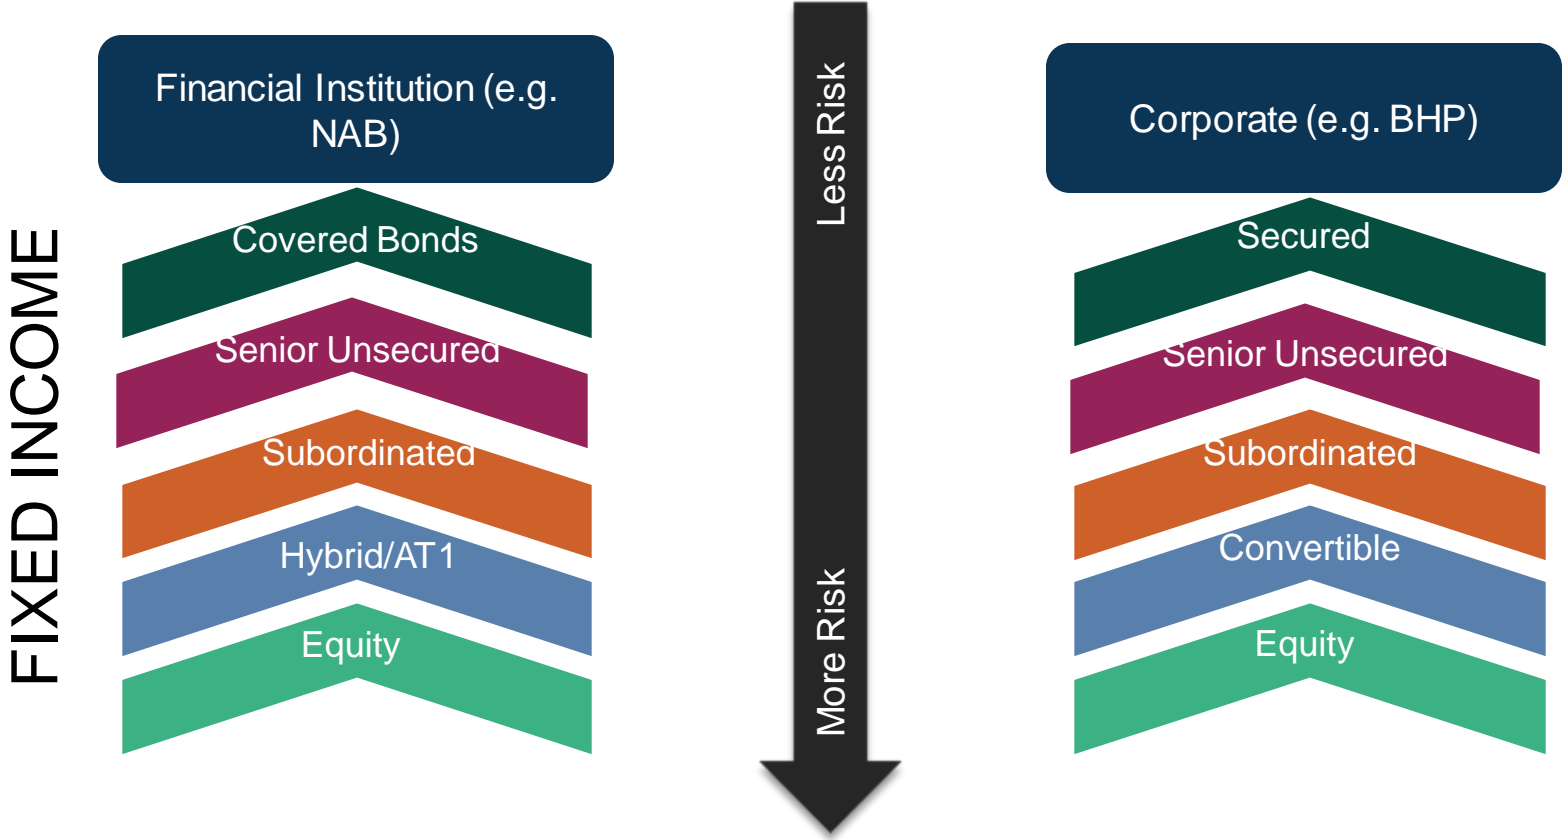 FIXED INCOME
Financial Institution (e.g.
NAB)
Covered Bonds
Senior Unsecured
Subordinated
Hybrid/AT1
Equity
Less Risk
More Risk
Corporate (e.g. BHP)
Secured
Senior Unsecured
Subordinated
Convertible
Equity